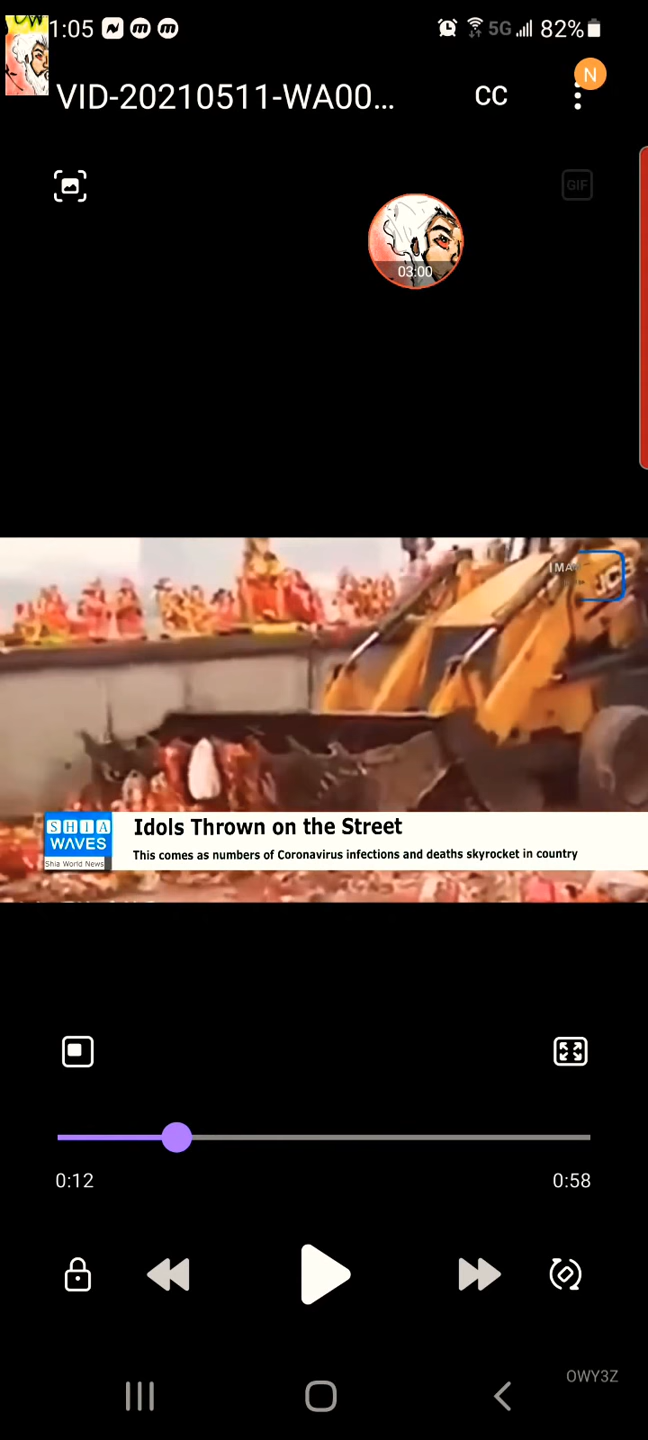 1:05
5G 82%
N
VID-20210511-WA00...
CC
GIF
03:00
SHIA
WAVES
Shia World News
Idols Thrown on the Street
This comes as numbers of Coronavirus infections and deaths skyrocket in country
0:12
0:58
OWY3Z